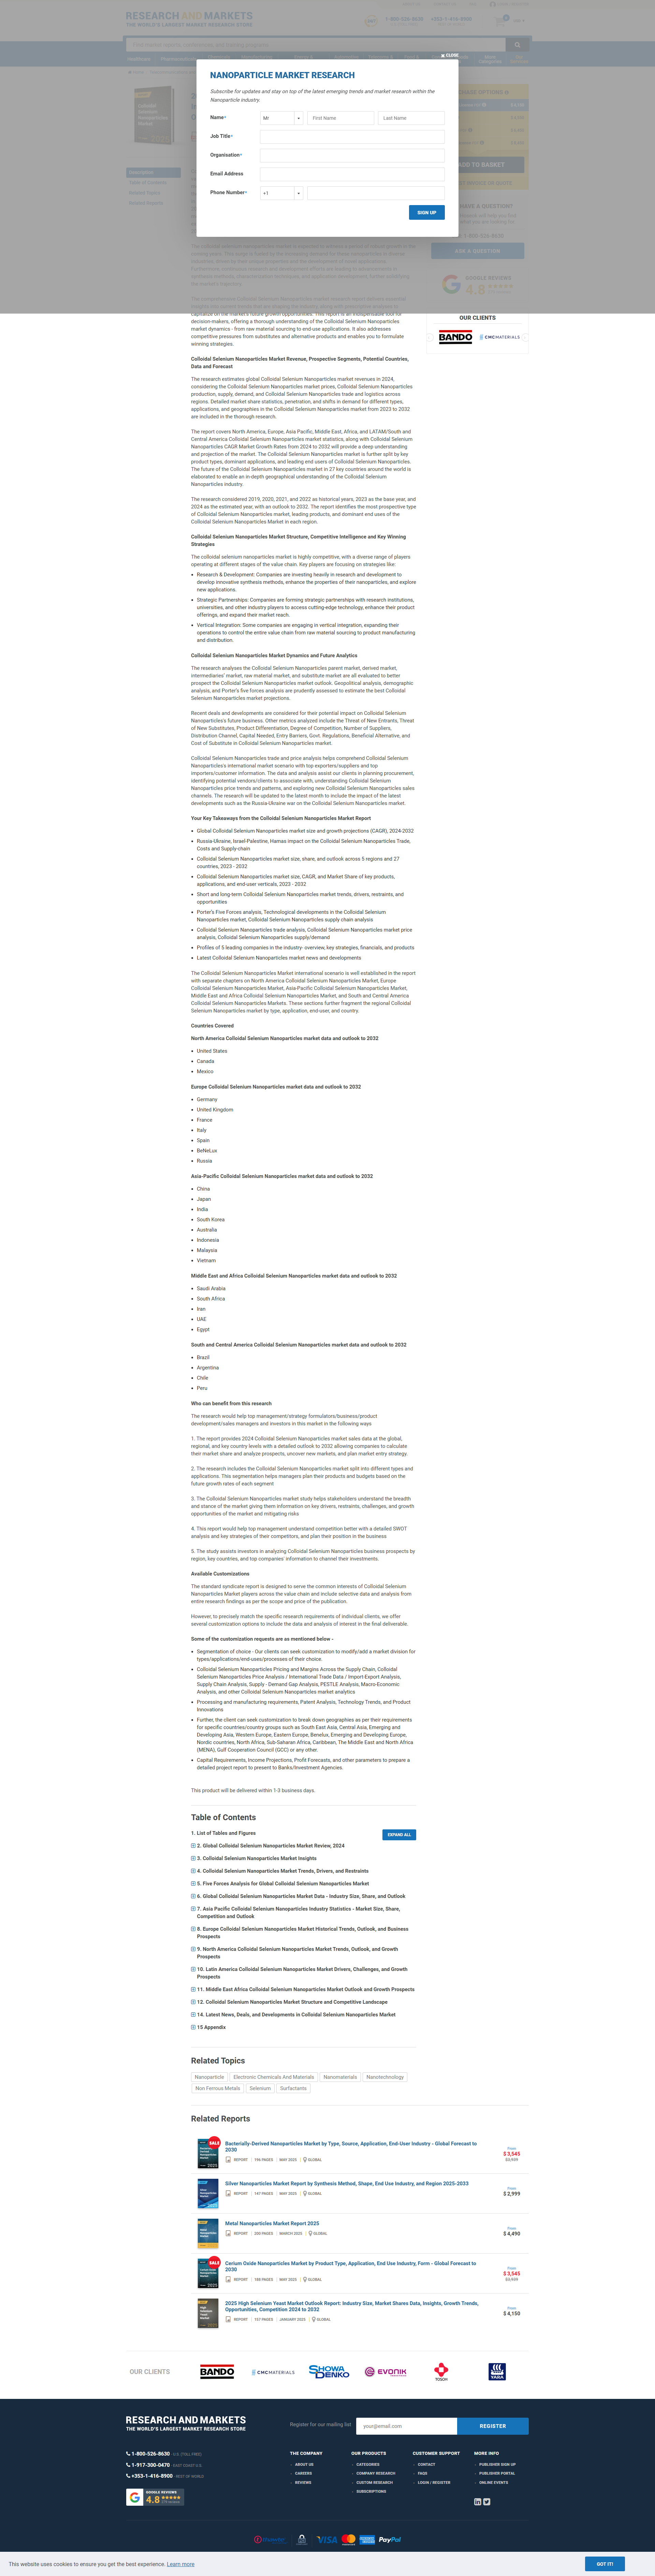 RESEARCH AND MARKETS
THE WORLD'S LARGEST MARKET RESEARCH STORE
CLOSE
NANOPARTICLE MARKET RESEARCH
Subscribe for analyses and stay on top of the latest emerging trends and market research within the
Nanoparticle industry.
Name*
Mr
First Name
Last Name
Job Title*
Organisation*
Email Address
Phone Number*
+1
SIGN UP
capitalize on the market's future growth opportunities. This report is an indispensable tool for
decision-makers, offering a thorough understanding of the Colloidal Selenium Nanoparticles
market dynamics - from raw material sourcing to end-use applications. It also addresses
competitive pressures from substitutes and alternative products and enables you to formulate
winning strategies.
OUR CLIENTS
BANDO
CMCMATERIALS
Colloidal Selenium Nanoparticles Market Revenue, Prospective Segments, Potential Countries,
Data and Forecast
The research estimates global Colloidal Selenium Nanoparticles market revenues in 2024,
considering the Colloidal Selenium Nanoparticles market prices, Colloidal Selenium Nanoparticles
production, supply, demand, and Colloidal Selenium Nanoparticles trade and logistics across
regions. Detailed market share statistics, penetration, and shifts in demand for different types,
applications, and geographies in the Colloidal Selenium Nanoparticles market from 2023 to 2032
are included in the thorough research.
The report covers North America, Europe, Asia Pacific, Middle East, Africa, and LATAM/South and
Central America Colloidal Selenium Nanoparticles market statistics, along with Colloidal Selenium
Nanoparticles CAGR Market Growth Rates from 2024 to 2032 will provide a deep understanding
and projection of the market. The Colloidal Selenium Nanoparticles market is further split by key
product types, dominant applications, and leading end users of Colloidal Selenium Nanoparticles.
The future of the Colloidal Selenium Nanoparticles market in 27 key countries around the world is
elaborated to enable an in-depth geographical understanding of the Colloidal Selenium
Nanoparticles industry.
The research considered 2019, 2020, 2021, and 2022 as historical years, 2023 as the base year, and
2024 as the estimated year, with an outlook to 2032. The report identifies the most prospective type
of Colloidal Selenium Nanoparticles market, leading products, and dominant end uses of the
Colloidal Selenium Nanoparticles Market in each region.
Colloidal Selenium Nanoparticles Market Structure, Competitive Intelligence and Key Winning
Strategies
The colloidal selenium nanoparticles market is highly competitive, with a diverse range of players
operating at different stages of the value chain. Key players are focusing on strategies like:
Research & Development: Companies are investing heavily in research and development to
develop innovative synthesis methods, enhance the properties of their nanoparticles, and explore
new applications.
Strategic Partnerships: Companies are forming strategic partnerships with research institutions,
universities, and other industry players to access cutting-edge technology, enhance their product
offerings, and expand their market reach.
Vertical Integration: Some companies are engaging in vertical integration, expanding their
operations to control the entire value chain from raw material sourcing to product manufacturing
and distribution.
Colloidal Selenium Nanoparticles Market Dynamics and Future Analytics
The research analyses the Colloidal Selenium Nanoparticles parent market, derived market,
intermediaries' market, raw material market, and substitute market are all evaluated to better
prospect the Colloidal Selenium Nanoparticles market outlook. Geopolitical analysis, demographic
analysis, and Porter's five forces analysis are prudently assessed to estimate the best Colloidal
Selenium Nanoparticles market projections.
Recent deals and developments are considered for their potential impact on Colloidal Selenium
Nanoparticles's future business. Other metrics analyzed include the Threat of New Entrants, Threat
of New Substitutes, Product Differentiation, Degree of Competition, Number of Suppliers,
Distribution Channel, Capital Needed, Entry Barriers, Govt. Regulations, Beneficial Alternative, and
Cost of Substitute in Colloidal Selenium Nanoparticles market.
Colloidal Selenium Nanoparticles trade and price analysis helps comprehend Colloidal Selenium
Nanoparticles's international market scenario with top exporters/suppliers and top
importers/customer information. The data and analysis assist our clients in planning procurement,
identifying potential vendors/clients to associate with, understanding Colloidal Selenium
Nanoparticles price trends and patterns, and exploring new Colloidal Selenium Nanoparticles sales
channels. The research will be updated to the latest month to include the impact of the latest
developments such as the Russia-Ukraine war on the Colloidal Selenium Nanoparticles market.
Your Key Takeaways from the Colloidal Selenium Nanoparticles Market Report
Global Colloidal Selenium Nanoparticles market size and growth projections (CAGR), 2024-2032
Russia-Ukraine, Israel-Palestine, Hamas impact on the Colloidal Selenium Nanoparticles Trade,
Costs and Supply-chain
Colloidal Selenium Nanoparticles market size, share, and outlook across 5 regions and 27
countries, 2023 - 2032
Colloidal Selenium Nanoparticles market size, CAGR, and Market Share of key products,
applications, and end-user verticals, 2023 - 2032
Short and long-term Colloidal Selenium Nanoparticles market trends, drivers, restraints, and
opportunities
Porter's Five Forces analysis, Technological developments in the Colloidal Selenium
Nanoparticles market, Colloidal Selenium Nanoparticles supply chain analysis
Colloidal Selenium Nanoparticles trade analysis, Colloidal Selenium Nanoparticles market price
analysis, Colloidal Selenium Nanoparticles supply/demand
Profiles of 5 leading companies in the industry- overview, key strategies, financials, and products
Latest Colloidal Selenium Nanoparticles market news and developments
The Colloidal Selenium Nanoparticles Market international scenario is well established in the report
with separate chapters on North America Colloidal Selenium Nanoparticles Market, Europe
Colloidal Selenium Nanoparticles Market, Asia-Pacific Colloidal Selenium Nanoparticles Market,
Middle East and Africa Colloidal Selenium Nanoparticles Market, and South and Central America
Colloidal Selenium Nanoparticles Markets. These sections further fragment the regional Colloidal
Selenium Nanoparticles market by type, application, end-user, and country.
Countries Covered
North America Colloidal Selenium Nanoparticles market data and outlook to 2032
United States
Canada
Mexico
Europe Colloidal Selenium Nanoparticles market data and outlook to 2032
Germany
United Kingdom
France
Italy
Spain
BeNeLux
Russia
Asia-Pacific Colloidal Selenium Nanoparticles market data and outlook to 2032
China
Japan
India
South Korea
Australia
Indonesia
Malaysia
Vietnam
Middle East and Africa Colloidal Selenium Nanoparticles market data and outlook to 2032
Saudi Arabia
South Africa
Iran
UAE
Egypt
South and Central America Colloidal Selenium Nanoparticles market data and outlook to 2032
Brazil
Argentina
Chile
Peru
Who can benefit from this research
The research would help top management/strategy formulators/business/product
development/sales managers and investors in this market in the following ways
1. The report provides 2024 Colloidal Selenium Nanoparticles market sales data at the global,
regional, and key country levels with a detailed outlook to 2032 allowing companies to calculate
their market share and analyze prospects, uncover new markets, and plan market entry strategy.
2. The research includes the Colloidal Selenium Nanoparticles market split into different types and
applications. This segmentation helps managers plan their products and budgets based on the
future growth rates of each segment
3. The Colloidal Selenium Nanoparticles market study helps stakeholders understand the breadth
and stance of the market giving them information on key drivers, restraints, challenges, and growth
opportunities of the market and mitigating risks
4. This report would help top management understand competition better with a detailed SWOT
analysis and key strategies of their competitors, and plan their position in the business
5. The study assists investors in analyzing Colloidal Selenium Nanoparticles business prospects by
region, key countries, and top companies' information to channel their investments.
Available Customizations
The standard syndicate report is designed to serve the common interests of Colloidal Selenium
Nanoparticles Market players across the value chain and include selective data and analysis from
entire research findings as per the scope and price of the publication.
However, to precisely match the specific research requirements of individual clients, we offer
several customization options to include the data and analysis of interest in the final deliverable.
Some of the customization requests are as mentioned below -
Segmentation of choice - Our clients can seek customization to modify/add a market division for
types/applications/end-uses/processes of their choice.
Colloidal Selenium Nanoparticles Pricing and Margins Across the Supply Chain, Colloidal
Selenium Nanoparticles Price Analysis / International Trade Data / Import-Export Analysis,
Supply Chain Analysis, Supply - Demand Gap Analysis, PESTLE Analysis, Macro-Economic
Analysis, and other Colloidal Selenium Nanoparticles market analytics
Processing and manufacturing requirements, Patent Analysis, Technology Trends, and Product
Innovations
Further, the client can seek customization to break down geographies as per their requirements
for specific countries/country groups such as South East Asia, Central Asia, Emerging and
Developing Asia, Western Europe, Eastern Europe, Benelux, Emerging and Developing Europe,
Nordic countries, North Africa, Sub-Saharan Africa, Caribbean, The Middle East and North Africa
(MENA), Gulf Cooperation Council (GCC) or any other.
Capital Requirements, Income Projections, Profit Forecasts, and other parameters to prepare a
detailed project report to present to Banks/Investment Agencies.
This product will be delivered within 1-3 business days.
Table of Contents
EXPAND ALL
1. List of Tables and Figures
2. Global Colloidal Selenium Nanoparticles Market Review, 2024
3. Colloidal Selenium Nanoparticles Market Insights
4. Colloidal Selenium Nanoparticles Market Trends, Drivers, and Restraints
5. Five Forces Analysis for Global Colloidal Selenium Nanoparticles Market
6. Global Colloidal Selenium Nanoparticles Market Data - Industry Size, Share, and Outlook
7. Asia Pacific Colloidal Selenium Nanoparticles Industry Statistics - Market Size, Share,
Competition and Outlook
8. Europe Colloidal Selenium Nanoparticles Market Historical Trends, Outlook, and Business
Prospects
9. North America Colloidal Selenium Nanoparticles Market Trends, Outlook, and Growth
Prospects
10. Latin America Colloidal Selenium Nanoparticles Market Drivers, Challenges, and Growth
Prospects
11. Middle East Africa Colloidal Selenium Nanoparticles Market Outlook and Growth Prospects
12. Colloidal Selenium Nanoparticles Market Structure and Competitive Landscape
14. Latest News, Deals, and Developments in Colloidal Selenium Nanoparticles Market
15 Appendix
Related Topics
Nanoparticle
Electronic Chemicals And Materials
Nanomaterials
Nanotechnology
Non Ferrous Metals
Selenium
Surfactants
Related Reports
SALE
Bacterially-Derived Nanoparticles Market by Type, Source, Application, End-User Industry - Global Forecast to
2030
REPORT
196 PAGES
MAY 2025
GLOBAL
From
$ 3,545
$3,939
Silver Nanoparticles Market Report by Synthesis Method, Shape, End Use Industry, and Region 2025-2033
REPORT
147 PAGES
MAY 2025
GLOBAL
From
$ 2,999
Metal Nanoparticles Market Report 2025
REPORT
200 PAGES
MARCH 2025
GLOBAL
From
$ 4,490
SALE
Cerium Oxide Nanoparticles Market by Product Type, Application, End Use Industry, Form - Global Forecast to
2030
REPORT
188 PAGES
MAY 2025
GLOBAL
From
$ 3,545
$3,939
2025 High Selenium Yeast Market Outlook Report: Industry Size, Market Shares Data, Insights, Growth Trends,
Opportunities, Competition 2024 to 2032
REPORT
157 PAGES
JANUARY 2025
GLOBAL
From
$ 4,150
OUR CLIENTS
BANDO
CMCMATERIALS
SHOWA DENKO
EVONIK
TOSOH
YARA
RESEARCH AND MARKETS
THE WORLD'S LARGEST MARKET RESEARCH STORE
Register for our mailing list
your@email.com
REGISTER
1-800-526-8630 - U.S. (TOLL FREE)
1-917-300-0470 - EAST COAST U.S.
+353-1-416-8900 - REST OF WORLD
GOOGLE REVIEWS
4.8
THE COMPANY
ABOUT US
CAREERS
REVIEWS
OUR PRODUCTS
CATEGORIES
COMPANY RESEARCH
CUSTOM RESEARCH
SUBSCRIPTIONS
CUSTOMER SUPPORT
CONTACT
FAQS
LOGIN / REGISTER
MORE INFO
PUBLISHER SIGN UP
PUBLISHER PORTAL
ONLINE EVENTS
VISA
PayPal
This website uses cookies to ensure you get the best experience. Learn more
GOT IT!